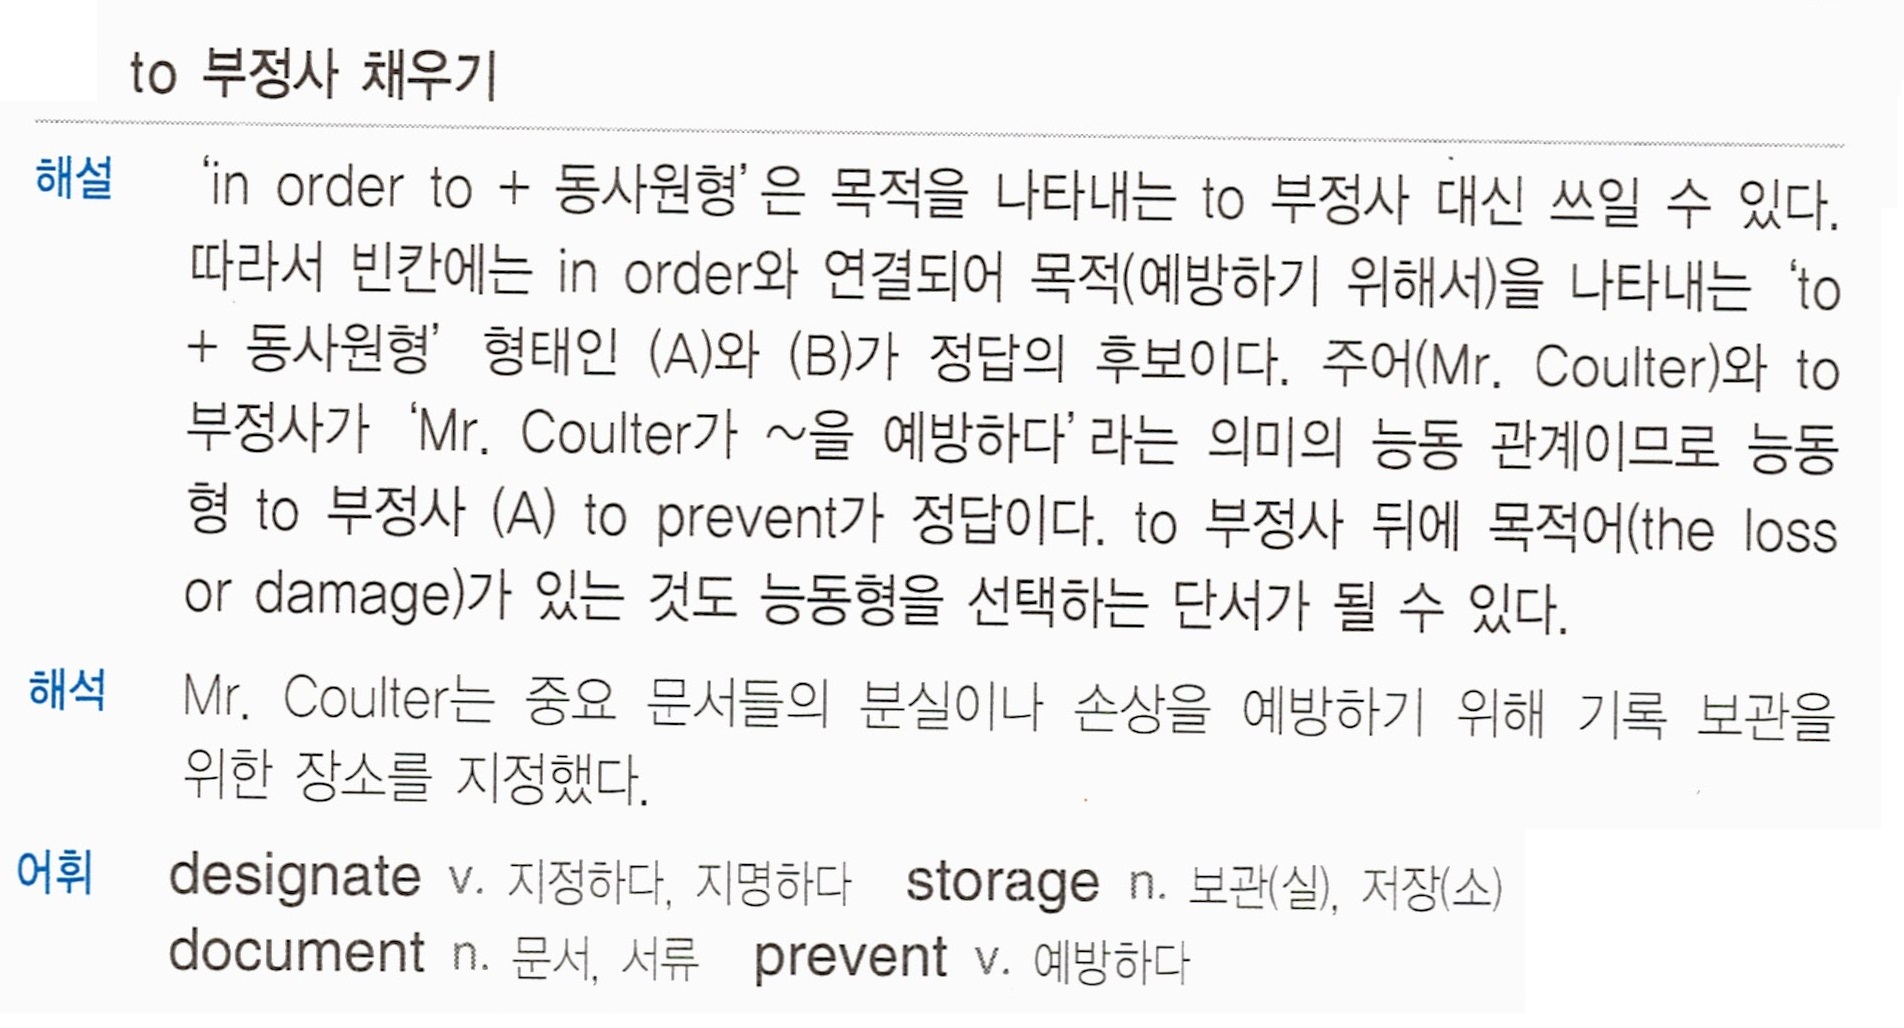 to 부정사 채우기
해설 ‘in order to + 동사원형’은 목적을 나타내는 to 부정사 대신 쓰일 수 있다.
따라서 빈칸에는 in order와 연결되어 목적(예방하기 위해서)을 나타내는 ‘to
+ 동사원형’ 형태인 (A)와 (B)가 정답의 후보이다. 주어(Mr. Coulter)와 to
부정사가 ‘Mr. Coulter가 ~을 예방하다’라는 의미의 능동 관계이므로 능동
형 to 부정사 (A) to prevent가 정답이다. to 부정사 뒤에 목적어(the loss
or damage)가 있는 것도 능동형을 선택하는 단서가 될 수 있다.
해석 Mr. Coulter는 중요 문서들의 분실이나 손상을 예방하기 위해 기록 보관을
위한 장소를 지정했다.
어휘 designate v. 지정하다, 지명하다 storage n. 보관(실), 저장(소)
document n. 문서, 서류 prevent v. 예방하다